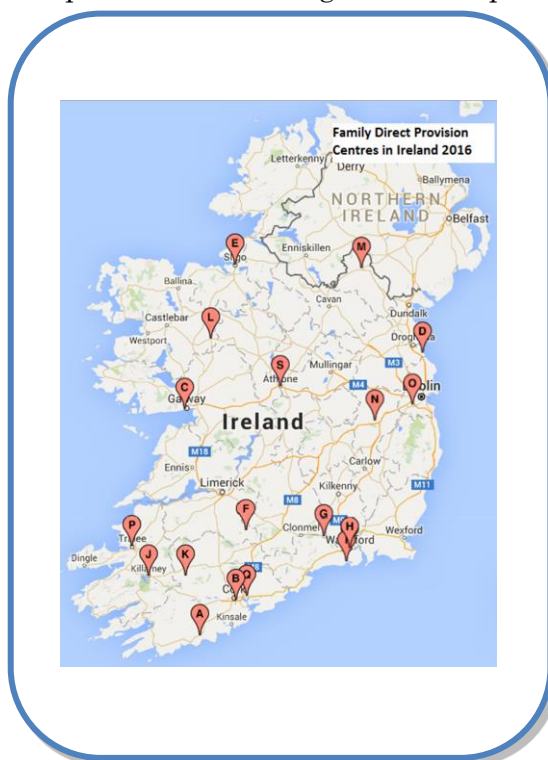 Family Direct Provision
Centres in Ireland 2016
Letterkenny
Derry
Ballymena
NORTHERN
IRELAND
Belfast
E
Enniskillen
M
Sligo
Ballina
Cavan
Castlebar
L
Dundalk
Westport
D
Drogheda
S
Mullingar
M3
Athlone
C
M4
O
Dublin
Galway
N
Ireland
M18
Ennis
Carlow
M11
Limerick
Kilkenny
M8
F
G
H
P
Clonmel
Wexford
Tralee
Waterford
Dingle
J
K
Killarney
B
Q
Cork
A
Kinsale